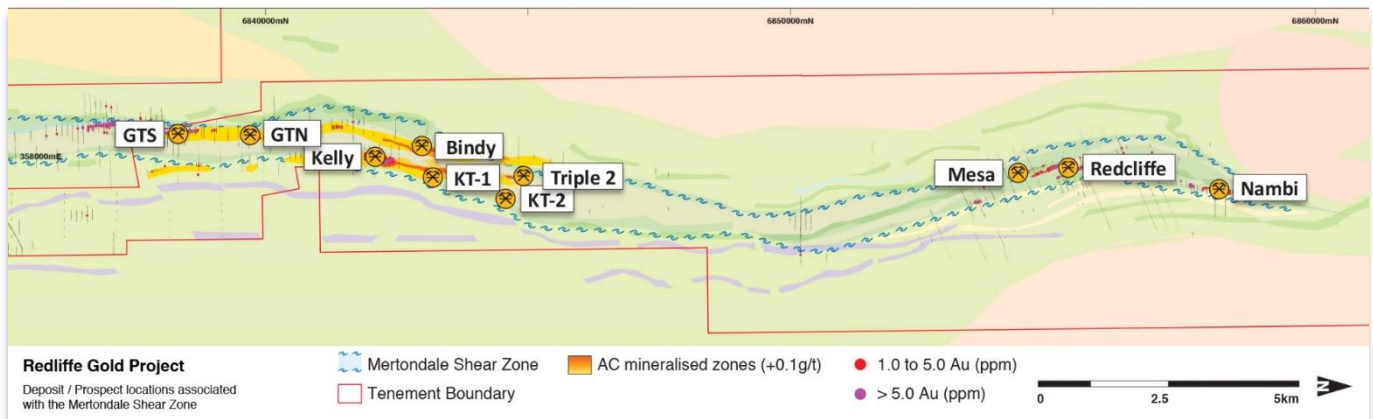 6840000mN
6850000mN
6860000mN
358000mE
GTS
GTN
Bindy
Kelly
KT-1
Triple 2
KT-2
Mesa
Redcliffe
Nambi
Redliffe Gold Project
Deposit / Prospect locations associated
with the Mertondale Shear Zone
Mertondale Shear Zone
Tenement Boundary
AC mineralised zones (+0.1g/t)
1.0 to 5.0 Au (ppm)
> 5.0 Au (ppm)
0 2.5 5km
N